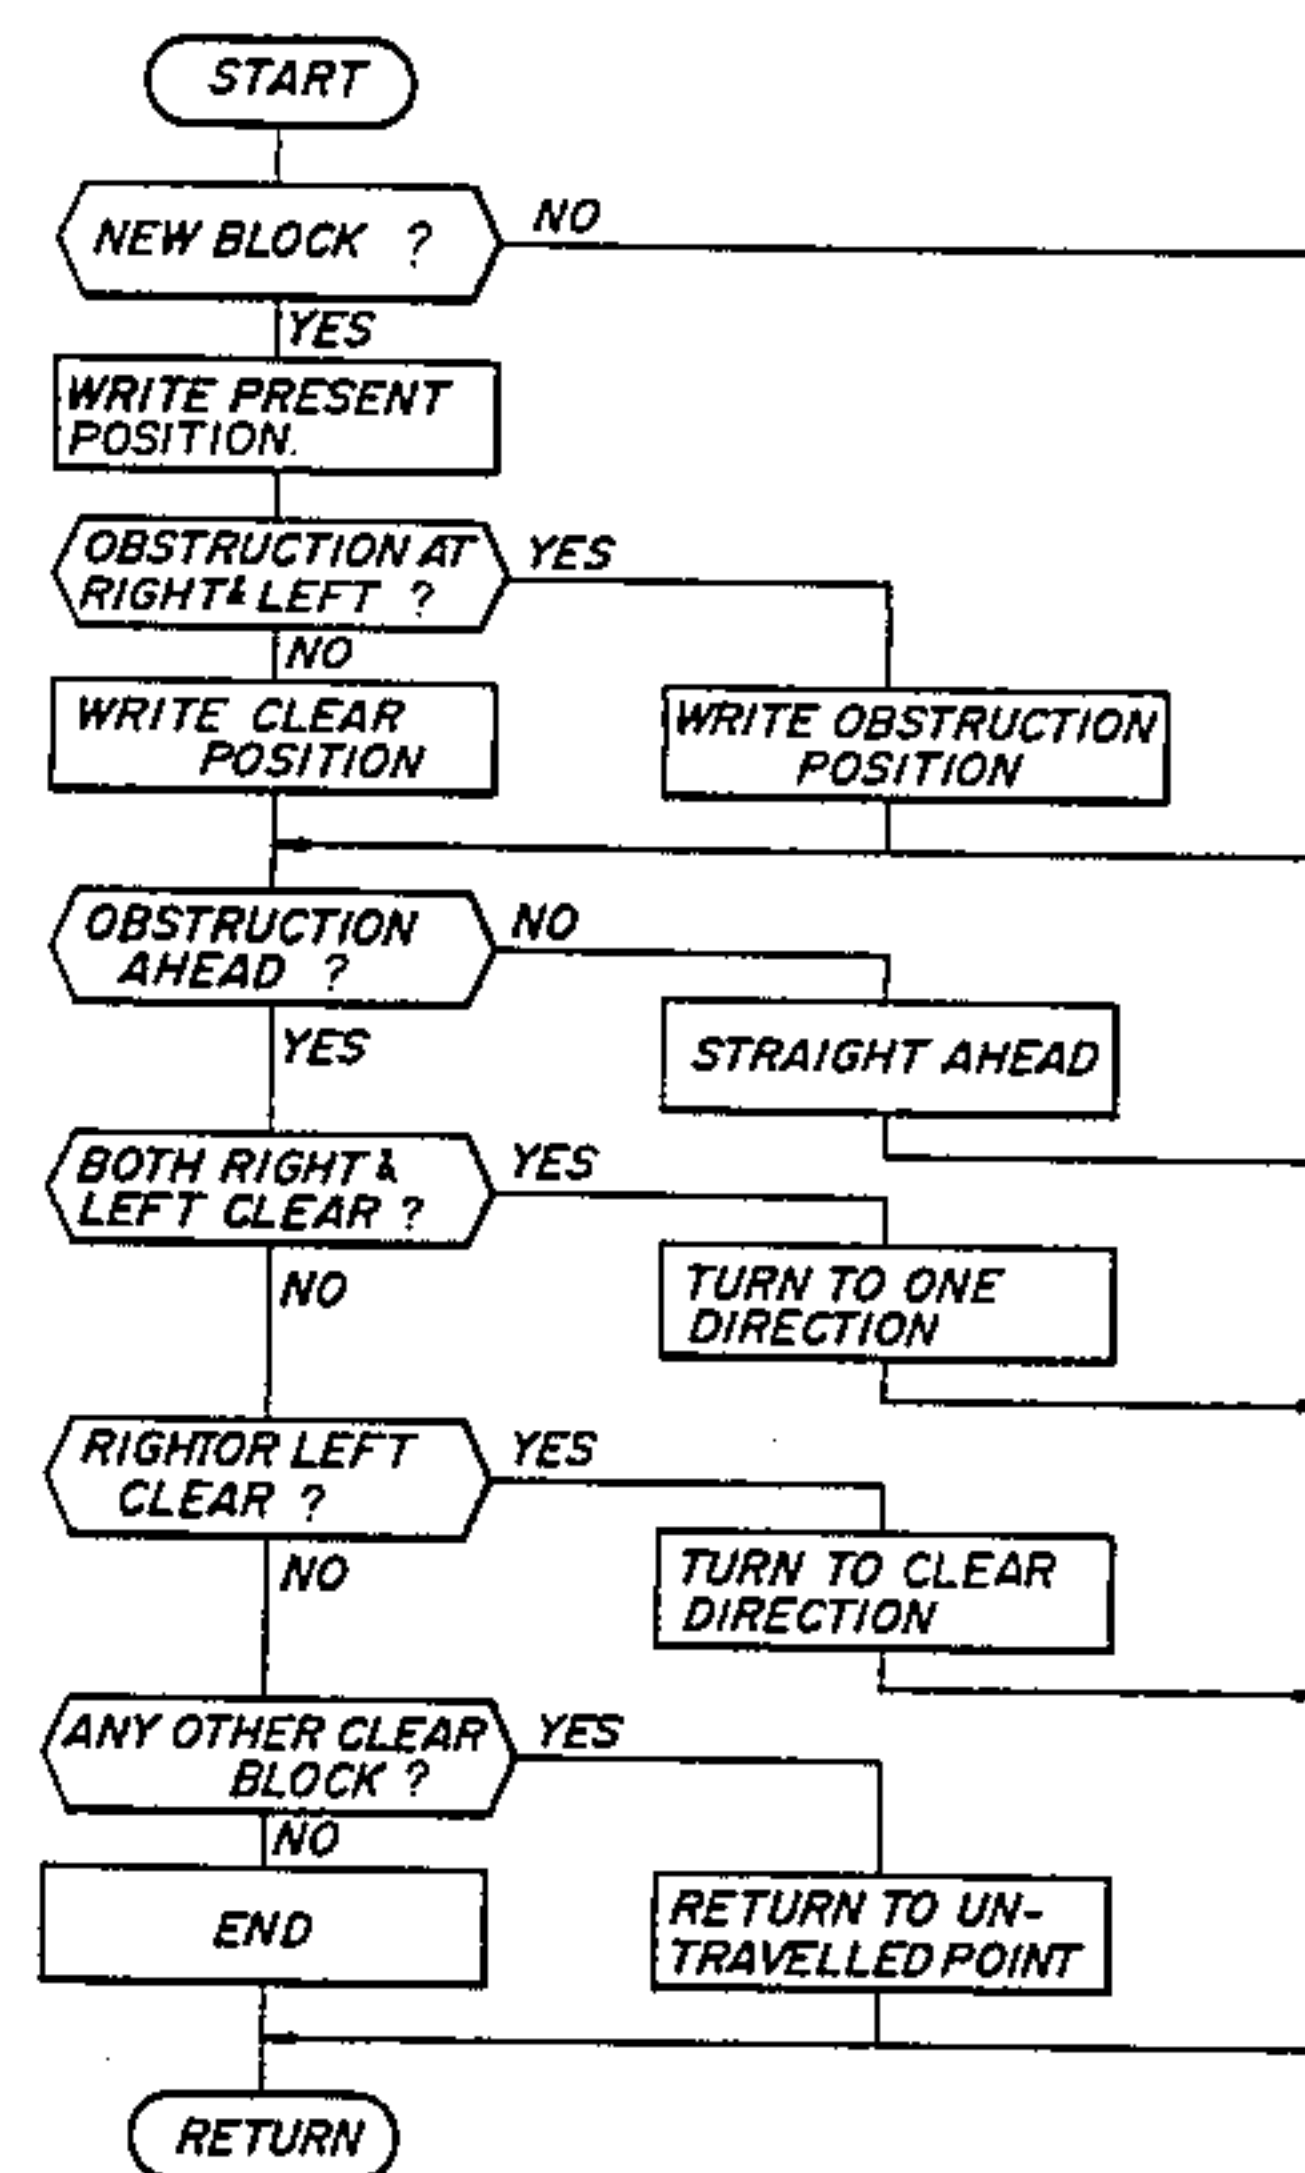 START
NEW BLOCK ?
NO
YES
WRITE PRESENT
POSITION.
OBSTRUCTION AT
RIGHT & LEFT ?
YES
NO
WRITE CLEAR
POSITION
WRITE OBSTRUCTION
POSITION
OBSTRUCTION
AHEAD ?
NO
YES
STRAIGHT AHEAD
BOTH RIGHT &
LEFT CLEAR ?
YES
NO
TURN TO ONE
DIRECTION
RIGHT OR LEFT
CLEAR ?
YES
NO
TURN TO CLEAR
DIRECTION
ANY OTHER CLEAR
BLOCK ?
YES
NO
END
RETURN TO UN-
TRAVELLED POINT
RETURN